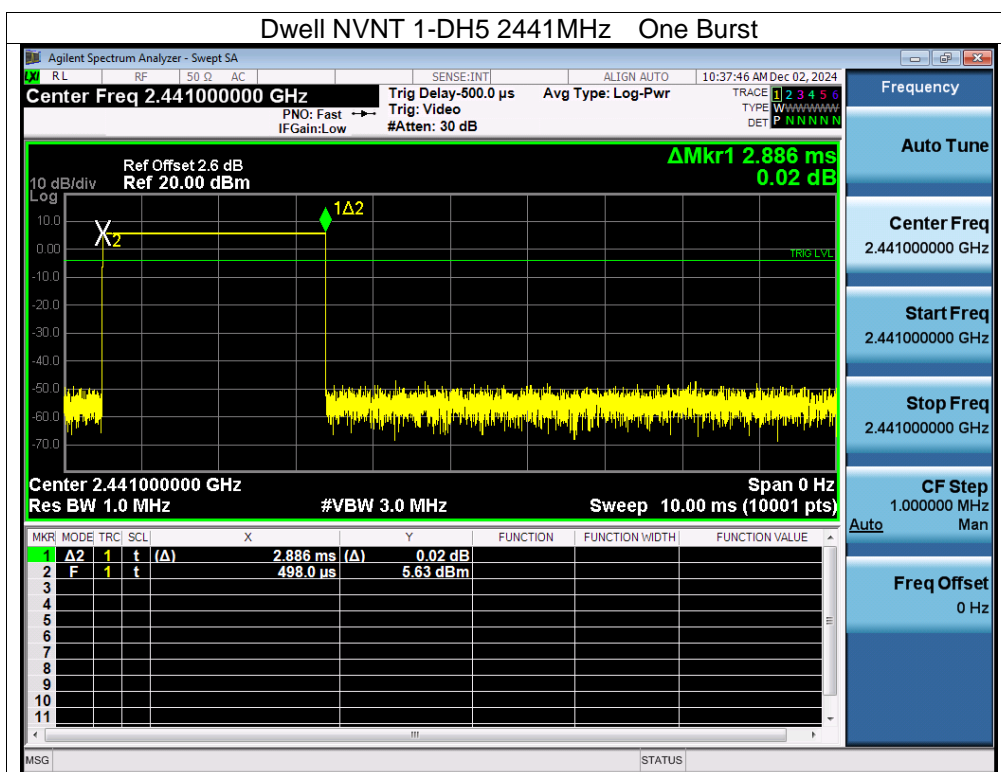 Dwell NVNT 1-DH5 2441MHz One Burst
Agilent Spectrum Analyzer - Swept SA
LXI RL RF 50 Ω AC SENSE:INT ALIGN AUTO 10:37:46 AM Dec 02, 2024
Center Freq 2.441000000 GHz Trig Delay-500.0 µs Avg Type: Log-Pwr TRACE 1 2 3 4 5 6
PNO: Fast Trig: Video TYPE WWWWWW
IFGain:Low #Atten: 30 dB DET P N N N N N
Frequency
ΔMkr1 2.886 ms
0.02 dB
Ref Offset 2.6 dB
10 dB/div Ref 20.00 dBm
Log
10.0
0.00
-10.0
-20.0
-30.0
-40.0
-50.0
-60.0
-70.0
1Δ2
X2
TRIG LVL
Center 2.441000000 GHz Span 0 Hz
Res BW 1.0 MHz #VBW 3.0 MHz Sweep 10.00 ms (10001 pts)
MKR MODE TRC SCL X Y FUNCTION FUNCTION WIDTH FUNCTION VALUE
1 Δ2 1 t (Δ) 2.886 ms (Δ) 0.02 dB
2 F 1 t 498.0 µs 5.63 dBm
3
4
5
6
7
8
9
10
11
MSG STATUS
Auto Tune
Center Freq
2.441000000 GHz
Start Freq
2.441000000 GHz
Stop Freq
2.441000000 GHz
CF Step
1.000000 MHz
Auto Man
Freq Offset
0 Hz